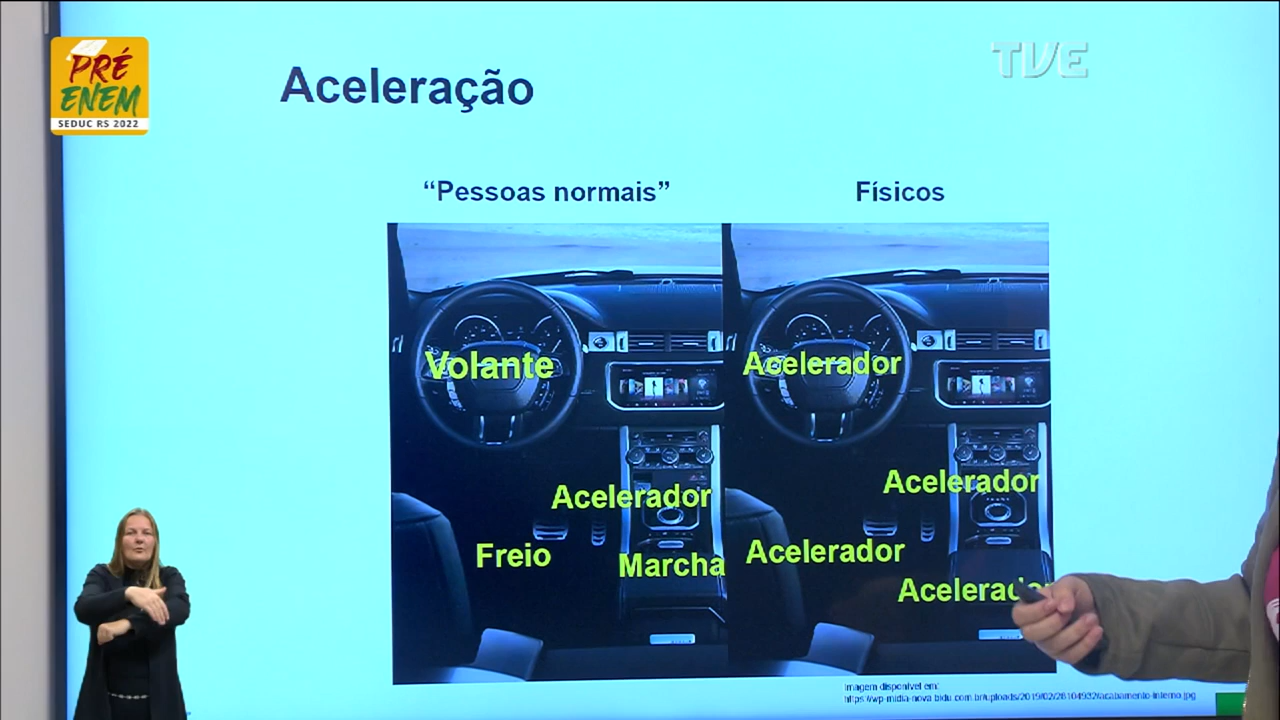 PRÉ
ENEM
SEDUC RS 2022
TVE
Aceleração
“Pessoas normais”
Físicos
Volante
Acelerador
Freio
Marcha
Acelerador
Acelerador
Acelerador
Acelerador
Imagem disponível em: